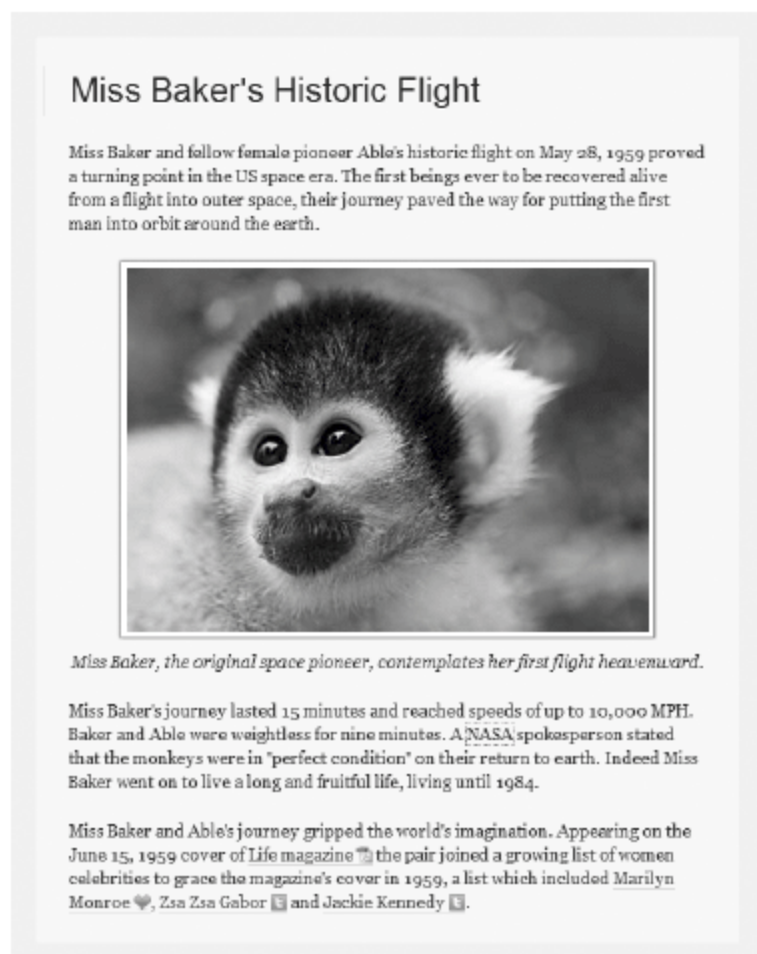 Miss Baker's Historic Flight
Miss Baker and fellow female pioneer Able's historic flight on May 28, 1959 proved
a turning point in the US space era. The first beings ever to be recovered alive
from a flight into outer space, their journey paved the way for putting the first
man into orbit around the earth.
Miss Baker, the original space pioneer, contemplates her first flight heavenward.
Miss Baker's journey lasted 15 minutes and reached speeds of up to 10,000 MPH.
Baker and Able were weightless for nine minutes. A NASA spokesperson stated
that the monkeys were in "perfect condition" on their return to earth. Indeed Miss
Baker went on to live a long and fruitful life, living until 1984.
Miss Baker and Able's journey gripped the world's imagination. Appearing on the
June 15, 1959 cover of Life magazine the pair joined a growing list of women
celebrities to grace the magazine's cover in 1959, a list which included Marilyn
Monroe, Zsa Zsa Gabor and Jackie Kennedy.